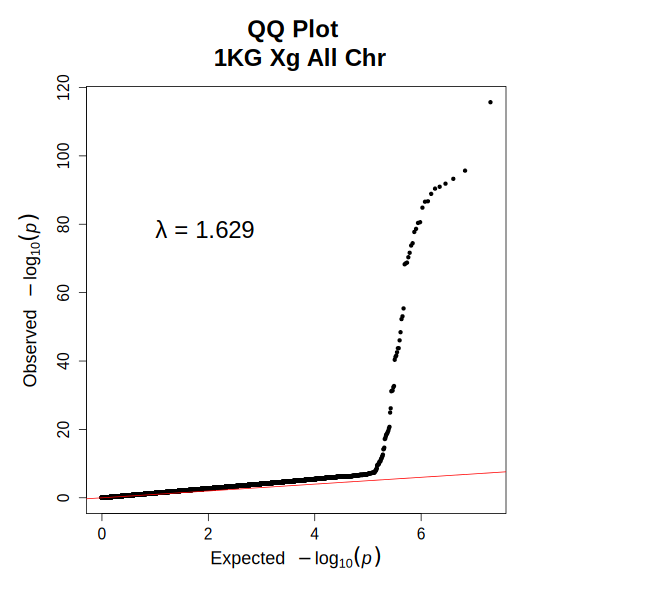 QQ Plot
1KG Xg All Chr
120
100
80
60
40
20
0
Observed −log10(p)
λ = 1.629
0 2 4 6
Expected −log10(p)